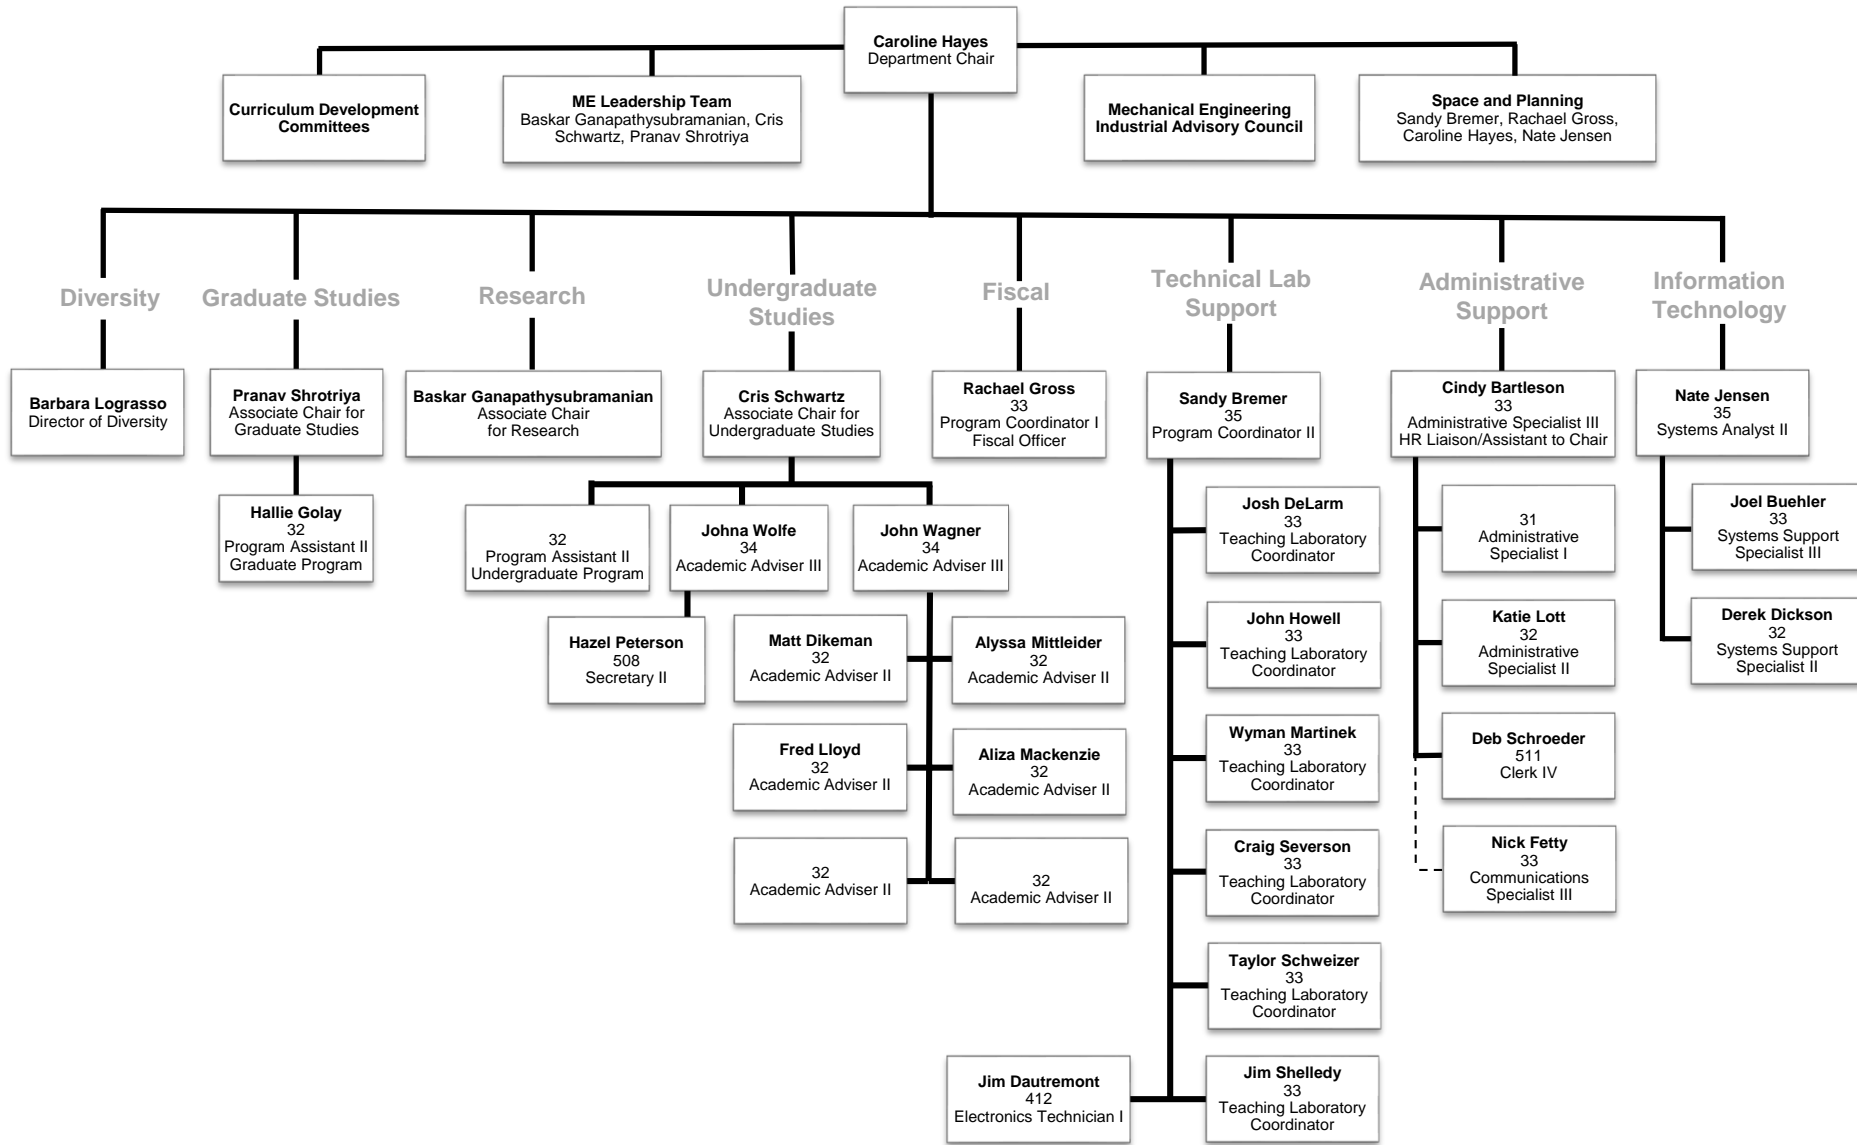 Caroline Hayes
Department Chair
Curriculum Development
Committees
ME Leadership Team
Baskar Ganapathysubramanian, Cris
Schwartz, Pranav Shrotriya
Mechanical Engineering
Industrial Advisory Council
Space and Planning
Sandy Bremer, Rachael Gross,
Caroline Hayes, Nate Jensen
Diversity
Graduate Studies
Research
Undergraduate
Studies
Fiscal
Technical Lab
Support
Administrative
Support
Information
Technology
Barbara Lograsso
Director of Diversity
Pranav Shrotriya
Associate Chair for
Graduate Studies
Baskar Ganapathysubramanian
Associate Chair
for Research
Cris Schwartz
Associate Chair for
Undergraduate Studies
Rachael Gross
33
Program Coordinator I
Fiscal Officer
Sandy Bremer
35
Program Coordinator II
Cindy Bartleson
33
Administrative Specialist III
HR Liaison/Assistant to Chair
Nate Jensen
35
Systems Analyst II
Hallie Golay
32
Program Assistant II
Graduate Program
32
Program Assistant II
Undergraduate Program
Johna Wolfe
34
Academic Adviser III
John Wagner
34
Academic Adviser III
Hazel Peterson
508
Secretary II
Matt Dikeman
32
Academic Adviser II
Alyssa Mittleider
32
Academic Adviser II
Fred Lloyd
32
Academic Adviser II
Aliza Mackenzie
32
Academic Adviser II
32
Academic Adviser II
32
Academic Adviser II
Josh DeLarm
33
Teaching Laboratory
Coordinator
John Howell
33
Teaching Laboratory
Coordinator
Wyman Martinek
33
Teaching Laboratory
Coordinator
Craig Severson
33
Teaching Laboratory
Coordinator
Taylor Schweizer
33
Teaching Laboratory
Coordinator
Jim Dautremont
412
Electronics Technician I
Jim Shelledy
33
Teaching Laboratory
Coordinator
31
Administrative
Specialist I
Katie Lott
32
Administrative
Specialist II
Deb Schroeder
511
Clerk IV
Nick Fetty
33
Communications
Specialist III
Joel Buehler
33
Systems Support
Specialist III
Derek Dickson
32
Systems Support
Specialist II